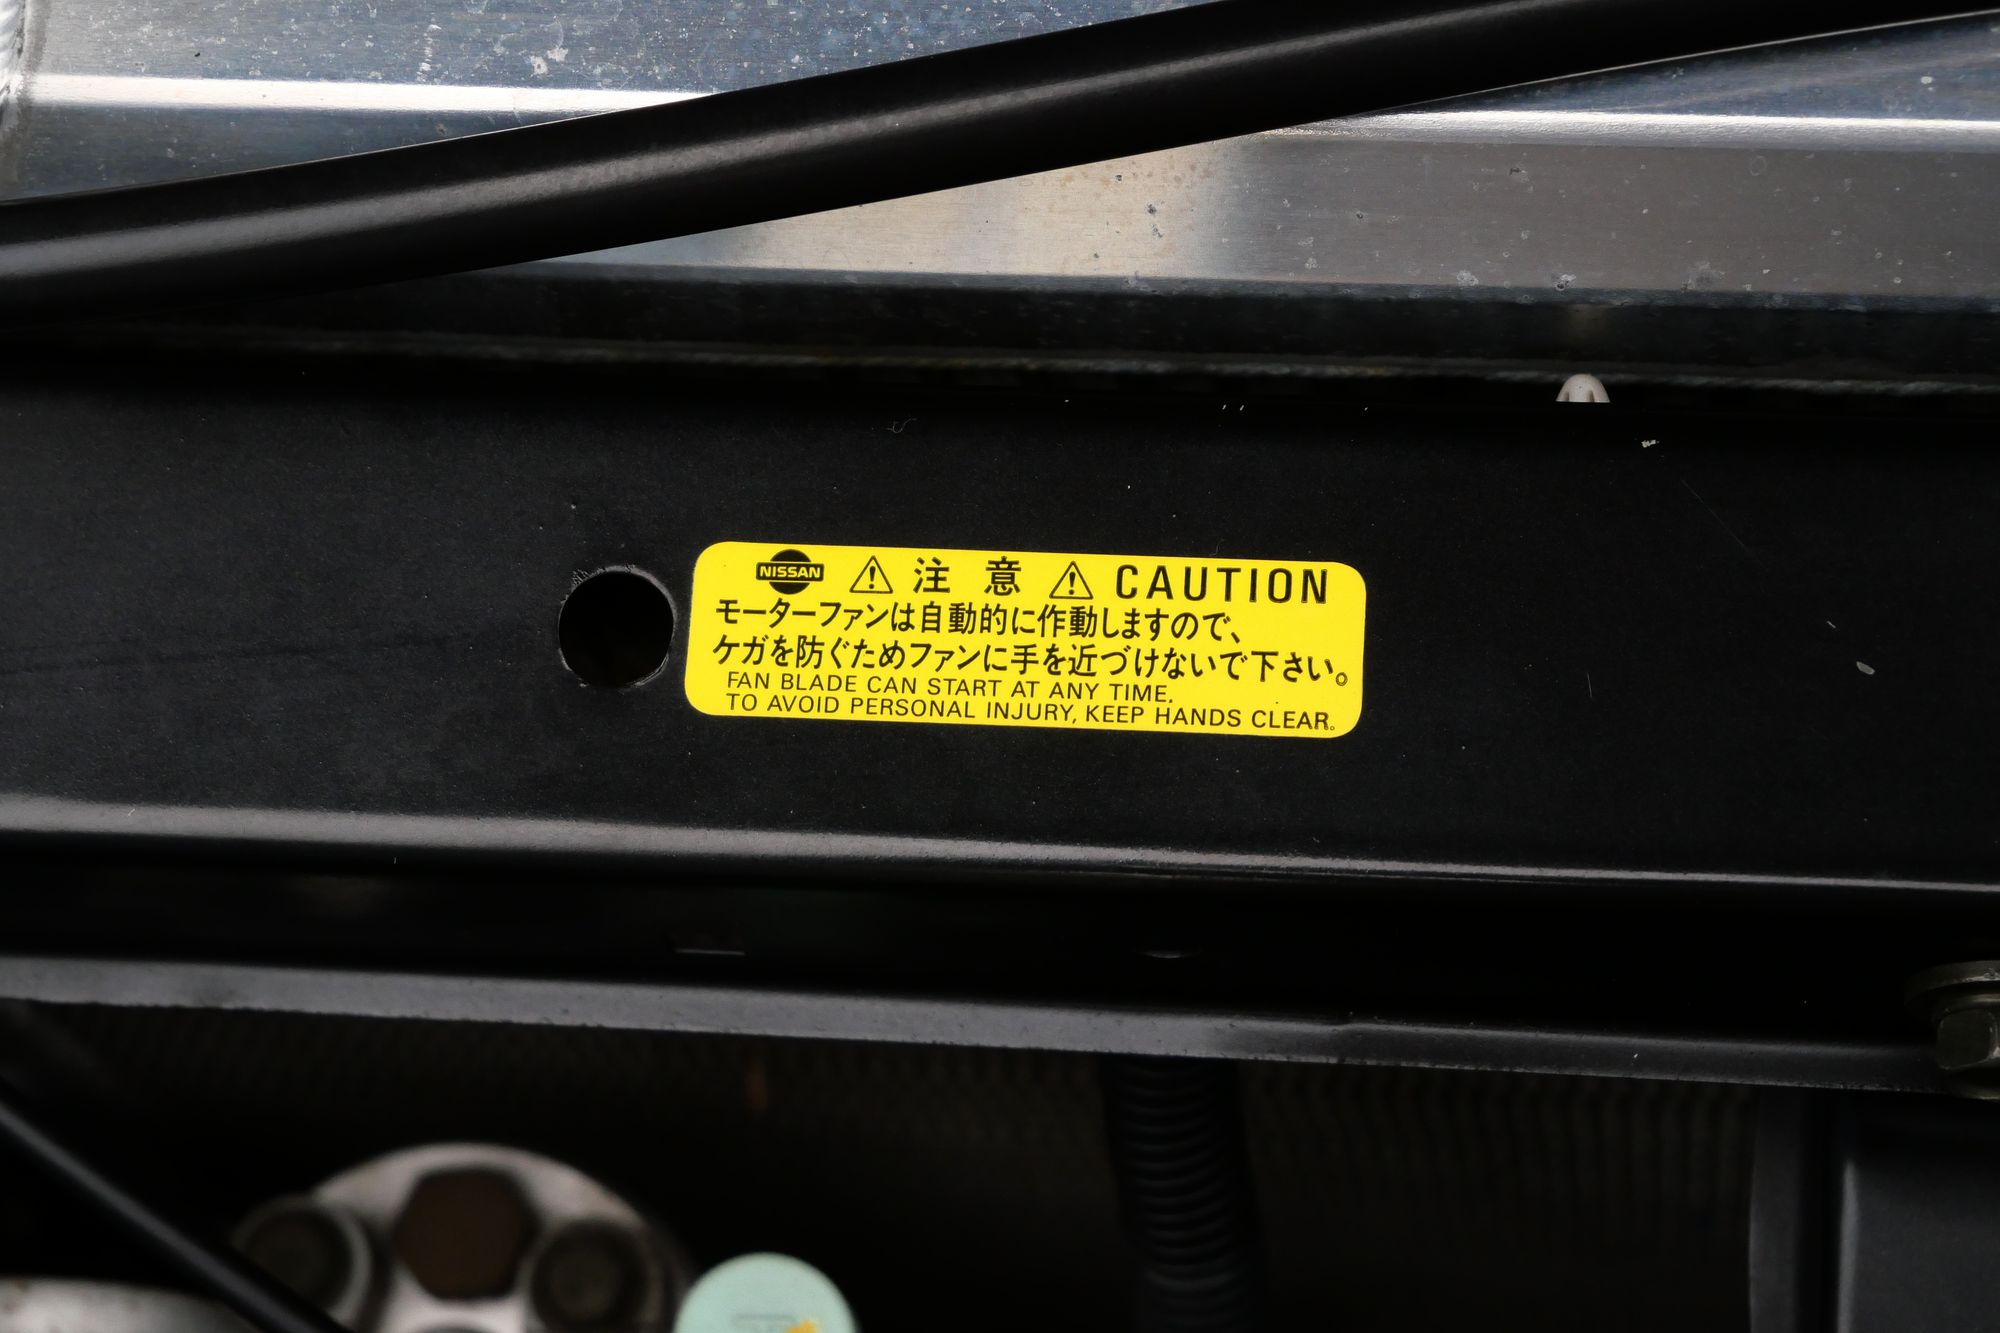 NISSAN ⚠ 注意 ⚠ CAUTION
モーターファンは自動的に作動しますので、
ケガを防ぐためファンに手を近づけないで下さい。
FAN BLADE CAN START AT ANY TIME.
TO AVOID PERSONAL INJURY, KEEP HANDS CLEAR。